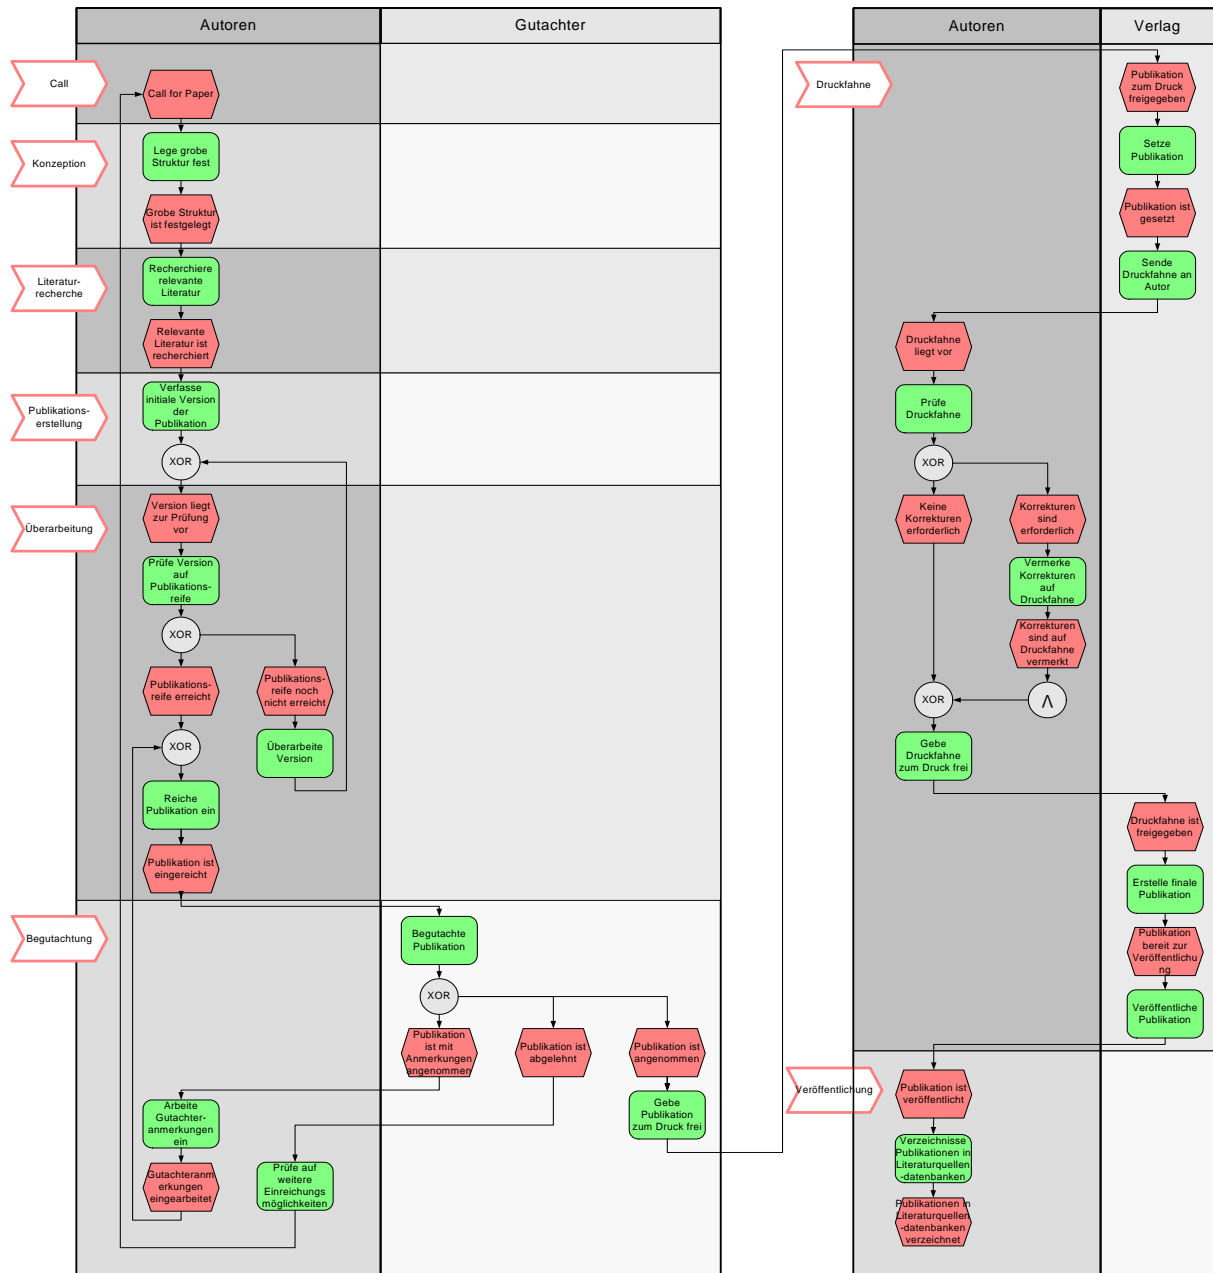 Autoren
Gutachter
Call
Call for Paper
Konzeption
Lege grobe
Struktur fest
Grobe Struktur
ist festgelegt
Literatur-
recherche
Recherchiere
relevante
Literatur
Relevante
Literatur ist
recherchiert
Publikations-
erstellung
Verfasse
initiale Version
der
Publikation
XOR
Überarbeitung
Version liegt
zur Prüfung
vor
Prüfe Version
auf
Publikations-
reife
XOR
Publikations-
reife erreicht
Publikations-
reife noch
nicht erreicht
XOR
Überarbeite
Version
Reiche
Publikation ein
Publikation ist
eingereicht
Begutachtung
Begutachte
Publikation
XOR
Publikation
ist mit
Anmerkungen
angenommen
Publikation ist
abgelehnt
Publikation ist
angenommen
Arbeite
Gutachter-
anmerkungen
ein
Gebe
Publikation
zum Druck frei
Gutachteranm
erkungen
eingearbeitet
Prüfe auf
weitere
Einreichungs
möglichkeiten
Autoren
Verlag
Druckfahne
Publikation
zum Druck
freigegeben
Setze
Publikation
Publikation ist
gesetzt
Sende
Druckfahne an
Autor
Druckfahne
liegt vor
Prüfe
Druckfahne
XOR
Keine
Korrekturen
erforderlich
Korrekturen
sind
erforderlich
Vermerke
Korrekturen
auf
Druckfahne
Korrekturen
sind auf
Druckfahne
vermerkt
XOR
Λ
Gebe
Druckfahne
zum Druck frei
Druckfahne ist
freigegeben
Erstelle finale
Publikation
Publikation
bereit zur
Veröffentlichu
ng
Veröffentliche
Publikation
Veröffentlichung
Publikation ist
veröffentlicht
Verzeichnisse
Publikationen in
Literaturquellen
-datenbanken
Publikationen in
Literaturquellen
-datenbanken
verzeichnet